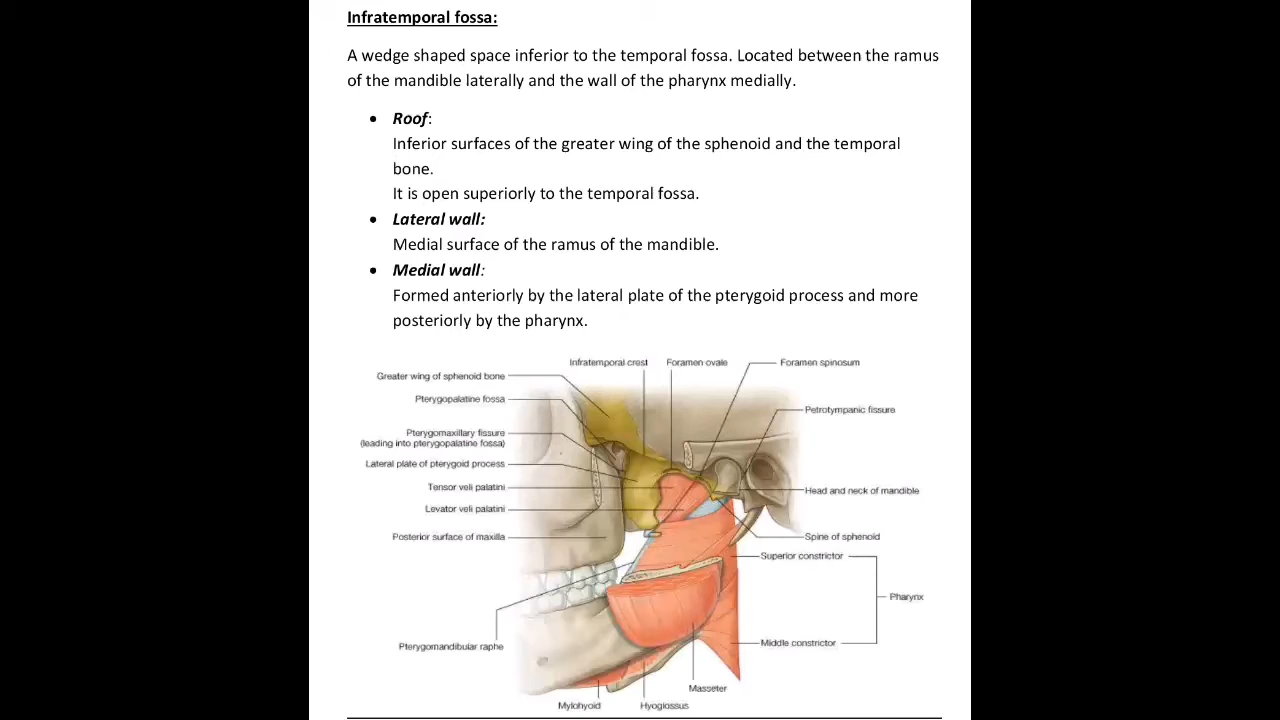 Infratemporal fossa:
A wedge shaped space inferior to the temporal fossa. Located between the ramus
of the mandible laterally and the wall of the pharynx medially.
• Roof:
Inferior surfaces of the greater wing of the sphenoid and the temporal
bone.
It is open superiorly to the temporal fossa.
• Lateral wall:
Medial surface of the ramus of the mandible.
• Medial wall:
Formed anteriorly by the lateral plate of the pterygoid process and more
posteriorly by the pharynx.
Infratemporal crest
Foramen ovale
Foramen spinosum
Greater wing of sphenoid bone
Pterygopalatine fossa
Petrotympanic fissure
Pterygomaxillary fissure
(leading into pterygopalatine fossa)
Lateral plate of pterygoid process
Tensor veli palatini
Head and neck of mandible
Levator veli palatini
Posterior surface of maxilla
Spine of sphenoid
Superior constrictor
Pharynx
Pterygomandibular raphe
Middle constrictor
Masseter
Mylohyoid
Hyoglossus